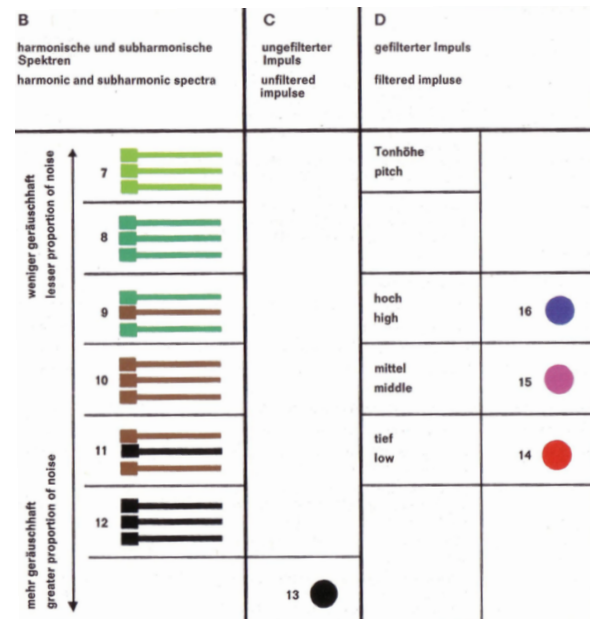 B
harmonische und subharmonische
Spektren
harmonic and subharmonic spectra
C
ungefilterter
Impuls
unfiltered
impulse
D
gefilterter Impuls
filtered impluse
weniger geräuschhaft
lesser proportion of noise
mehr geräuschhaft
greater proportion of noise
7
8
9
10
11
12
13
Tonhöhe
pitch
hoch
high
16
mittel
middle
15
tief
low
14